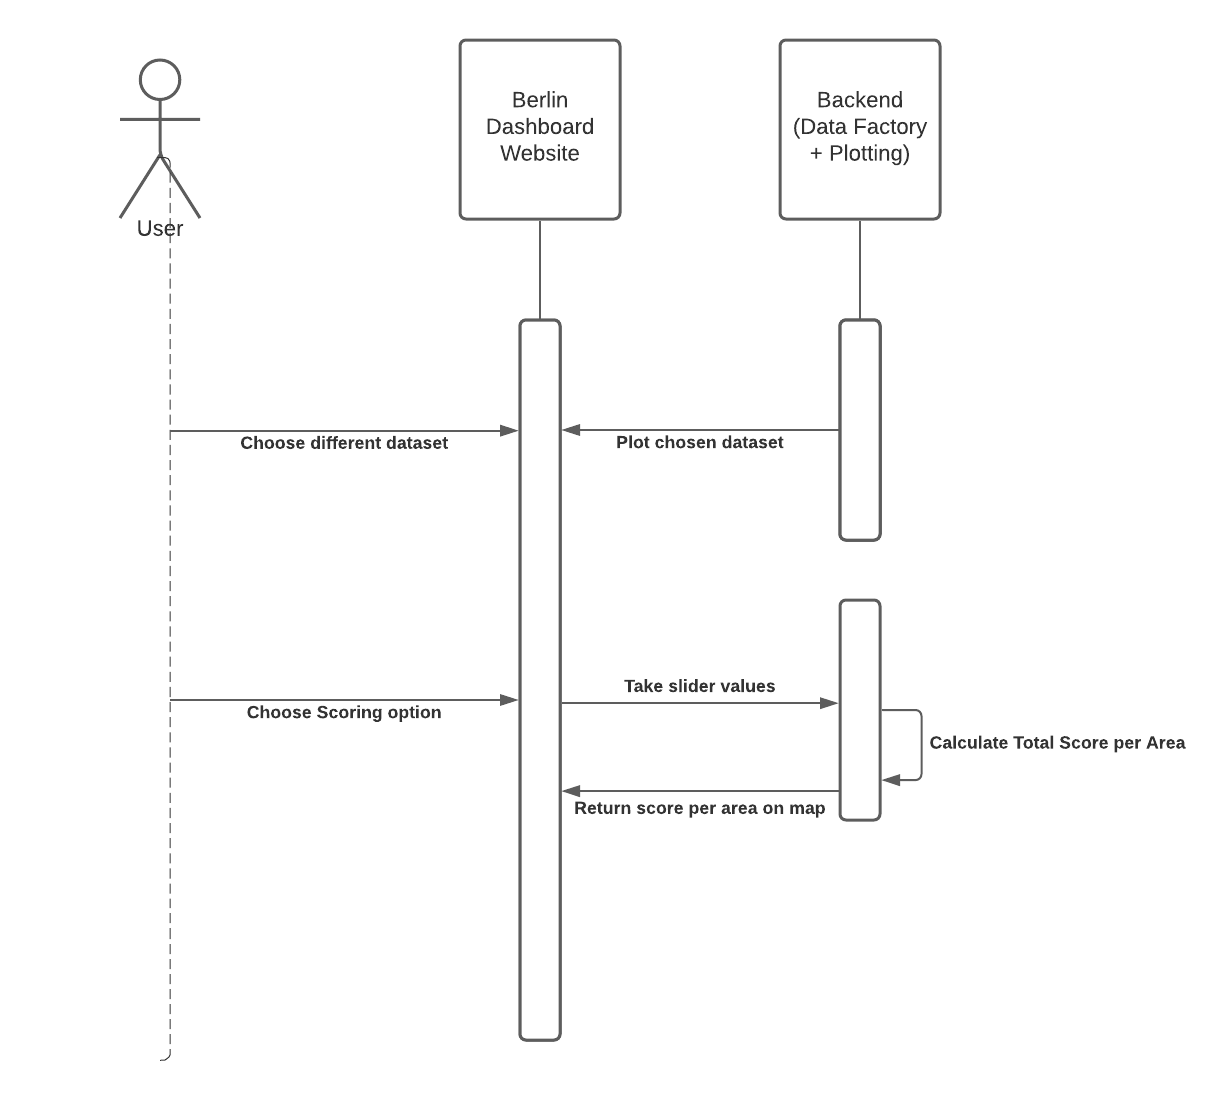 Berlin
Dashboard
Website
Backend
(Data Factory
+ Plotting)
User
Choose different dataset
Plot chosen dataset
Take slider values
Choose Scoring option
Calculate Total Score per Area
Return score per area on map